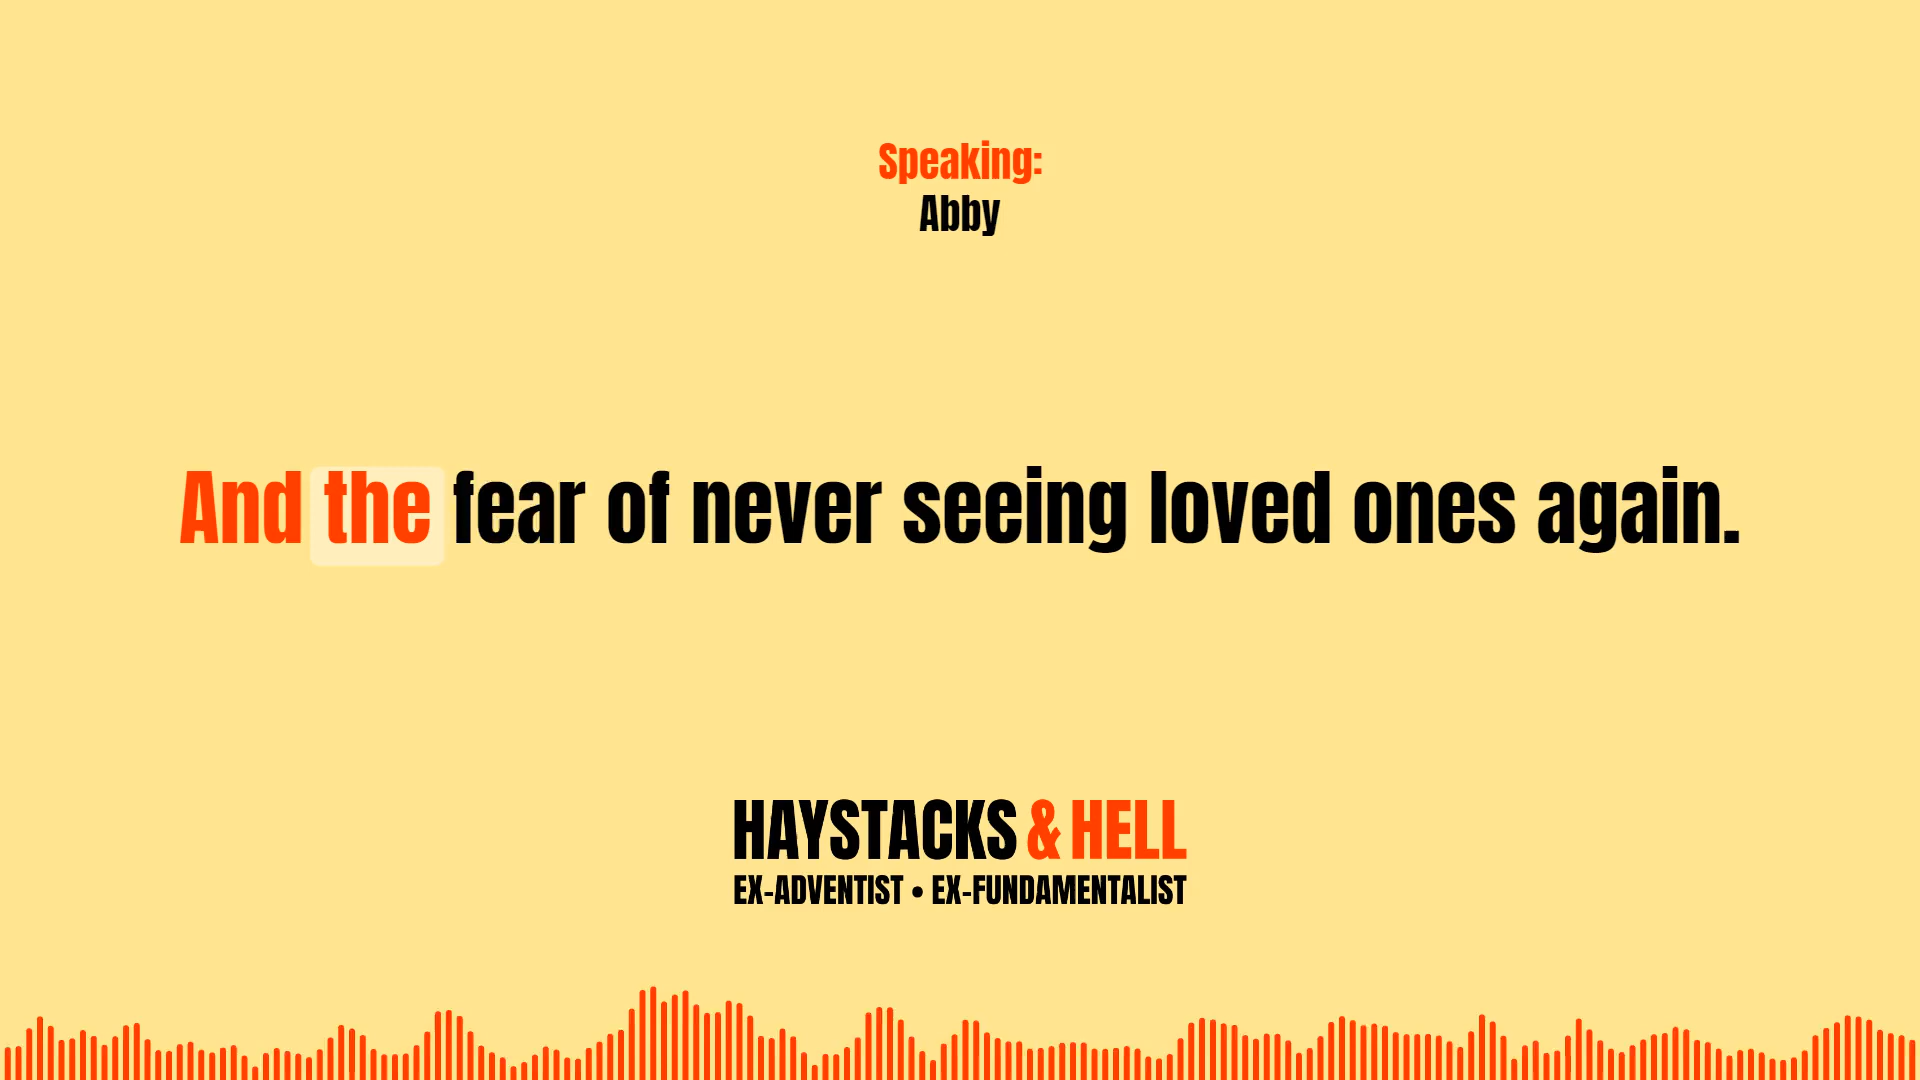 Speaking:
Abby
And the fear of never seeing loved ones again.
HAYSTACKS & HELL
EX-ADVENTIST • EX-FUNDAMENTALIST